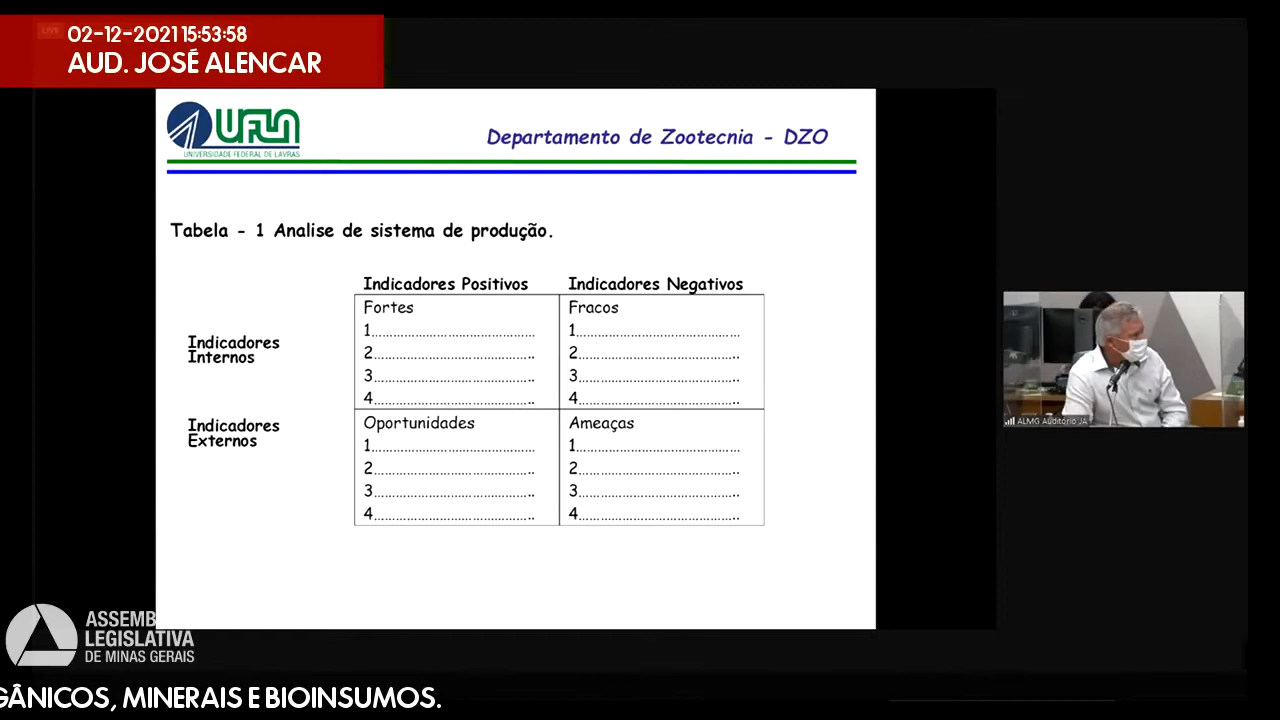 LIVE
02-12-2021 15:53:58
AUD. JOSÉ ALENCAR
UFLA
UNIVERSIDADE FEDERAL DE LAVRAS
Departamento de Zootecnia - DZO
Tabela - 1 Analise de sistema de produção.
Indicadores Positivos Indicadores Negativos
Indicadores Internos
Fortes
1........................................
2........................................
3........................................
4........................................
Fracos
1........................................
2........................................
3........................................
4........................................
Indicadores Externos
Oportunidades
1........................................
2........................................
3........................................
4........................................
Ameaças
1........................................
2........................................
3........................................
4........................................
ALMG Auditório JA
ASSEMB
LEGISLATIVA
DE MINAS GERAIS
GÂNICOS, MINERAIS E BIOINSUMOS.